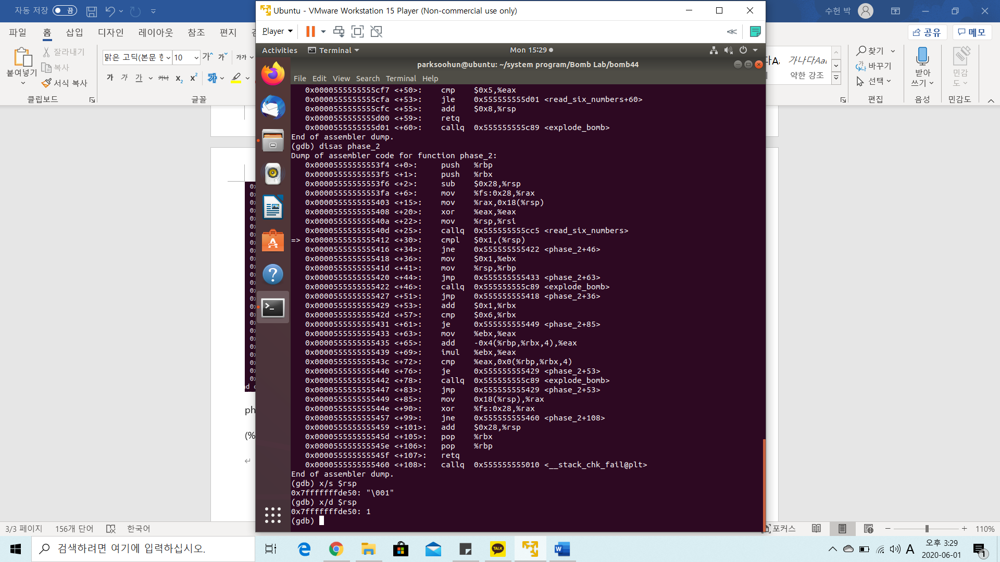 자동 저장 끔
Ubuntu - VMware Workstation 15 Player (Non-commercial use only)
수헌 박
파일 홈 삽입 디자인 레이아웃 참조 편지
Player
공유 메모
Activities Terminal Mon 15:29
parksoohun@ubuntu: ~/system program/Bomb Lab/bomb44
File Edit View Search Terminal Help
붙여넣기
잘라내기
복사
서식 복사
클립보드
맑은 고딕(본문 한 10
글꼴
가나다Aa
약한 강조
찾기
바꾸기
선택
편집
받아
쓰기
음성
민감
도
민감도
0x0000555555555cf7 <+50>: cmp $0x5,%eax
0x0000555555555cfa <+53>: jle 0x555555555d01 <read_six_numbers+60>
0x0000555555555cfc <+55>: add $0x8,%rsp
0x0000555555555d00 <+59>: retq
0x0000555555555d01 <+60>: callq 0x555555555c89 <explode_bomb>
End of assembler dump.
(gdb) disas phase_2
Dump of assembler code for function phase_2:
0x00005555555553f4 <+0>: push %rbp
0x00005555555553f5 <+1>: push %rbx
0x00005555555553f6 <+2>: sub $0x28,%rsp
0x00005555555553fa <+6>: mov %fs:0x28,%rax
0x0000555555555403 <+15>: mov %rax,0x18(%rsp)
0x0000555555555408 <+20>: xor %eax,%eax
0x000055555555540a <+22>: mov %rsp,%rsi
0x000055555555540d <+25>: callq 0x555555555cc5 <read_six_numbers>
=> 0x0000555555555412 <+30>: cmpl $0x1,(%rsp)
0x0000555555555416 <+34>: jne 0x555555555422 <phase_2+46>
0x0000555555555418 <+36>: mov $0x1,%ebx
0x000055555555541d <+41>: mov %rsp,%rbp
0x0000555555555420 <+44>: jmp 0x555555555433 <phase_2+63>
0x0000555555555422 <+46>: callq 0x555555555c89 <explode_bomb>
0x0000555555555427 <+51>: jmp 0x555555555418 <phase_2+36>
0x0000555555555429 <+53>: add $0x1,%rbx
0x000055555555542d <+57>: cmp $0x6,%rbx
0x0000555555555431 <+61>: je 0x555555555449 <phase_2+85>
0x0000555555555433 <+63>: mov %ebx,%eax
0x0000555555555435 <+65>: add -0x4(%rbp,%rbx,4),%eax
0x0000555555555439 <+69>: imul %ebx,%eax
0x000055555555543c <+72>: cmp %eax,0x0(%rbp,%rbx,4)
0x0000555555555440 <+76>: je 0x555555555429 <phase_2+53>
0x0000555555555442 <+78>: callq 0x555555555c89 <explode_bomb>
0x0000555555555447 <+83>: jmp 0x555555555429 <phase_2+53>
0x0000555555555449 <+85>: mov 0x18(%rsp),%rax
0x000055555555544e <+90>: xor %fs:0x28,%rax
0x0000555555555457 <+99>: jne 0x555555555460 <phase_2+108>
0x0000555555555459 <+101>: add $0x28,%rsp
0x000055555555545d <+105>: pop %rbx
0x000055555555545e <+106>: pop %rbp
0x000055555555545f <+107>: retq
0x0000555555555460 <+108>: callq 0x555555555010 <__stack_chk_fail@plt>
End of assembler dump.
(gdb) x/s $rsp
0x7fffffffde50: "\001"
(gdb) x/d $rsp
0x7fffffffde50: 1
(gdb)
ph
(%
3/3 페이지 156개 단어 한국어
포커스 110%
검색하려면 여기에 입력하십시오.
TALK
A
오후 3:29
2020-06-01
1